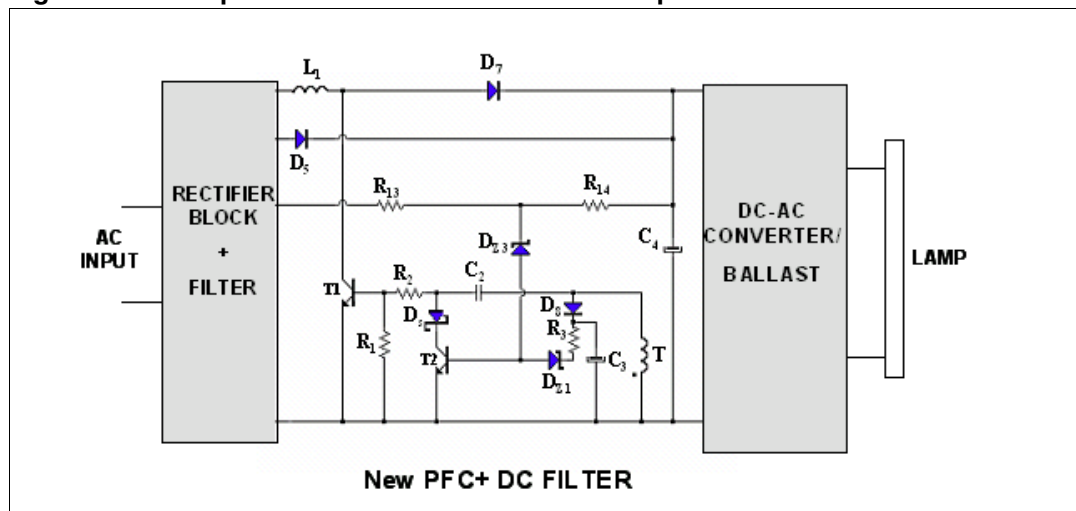 L1
D7
D5
R13
R14
RECTIFIER
BLOCK
+
FILTER
AC
INPUT
DZ3
C4
DC-AC
CONVERTER/
BALLAST
LAMP
R2
C2
T1
Ds
D8
R1
R3
T2
C3
T
DZ1
New PFC+ DC FILTER